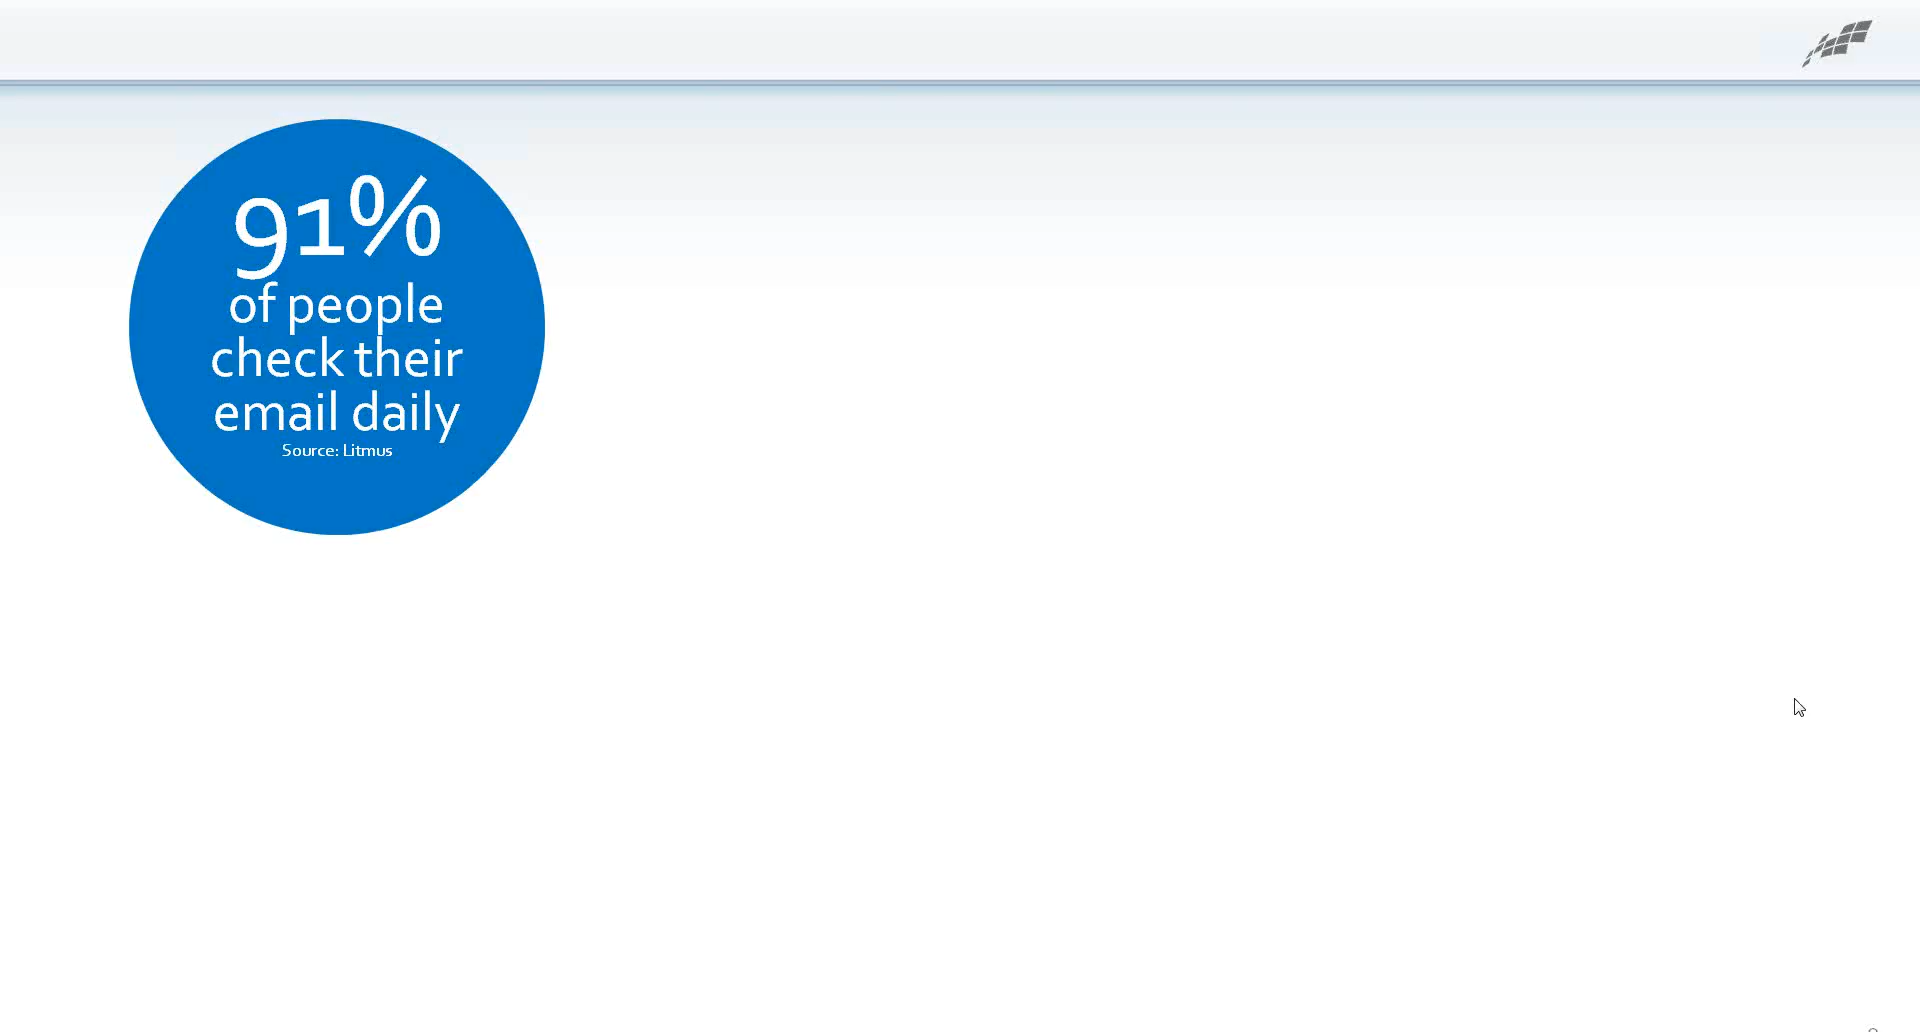 91%
of people
check their
email daily
Source: Litmus